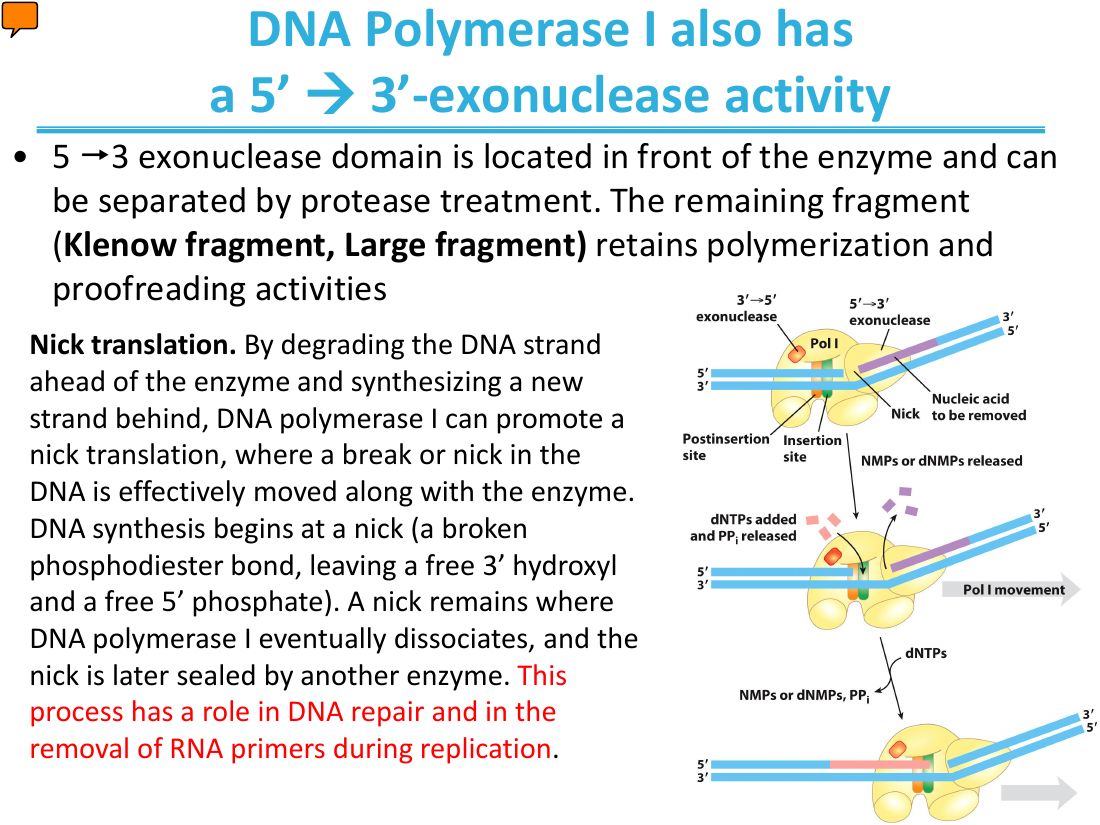 DNA Polymerase I also has
a 5’ → 3’-exonuclease activity
• 5 →3 exonuclease domain is located in front of the enzyme and can
be separated by protease treatment. The remaining fragment
(Klenow fragment, Large fragment) retains polymerization and
proofreading activities
Nick translation. By degrading the DNA strand
ahead of the enzyme and synthesizing a new
strand behind, DNA polymerase I can promote a
nick translation, where a break or nick in the
DNA is effectively moved along with the enzyme.
DNA synthesis begins at a nick (a broken
phosphodiester bond, leaving a free 3’ hydroxyl
and a free 5’ phosphate). A nick remains where
DNA polymerase I eventually dissociates, and the
nick is later sealed by another enzyme. This
process has a role in DNA repair and in the
removal of RNA primers during replication.
3′→5′
exonuclease
5′→3′
exonuclease
3′
5′
Pol I
5′
3′
Nucleic acid
to be removed
Nick
Postinsertion
site
Insertion
site
NMPs or dNMPs released
dNTPs added
and PPi released
3′
5′
5′
3′
Pol I movement
dNTPs
NMPs or dNMPs, PPi
3′
5′
5′
3′